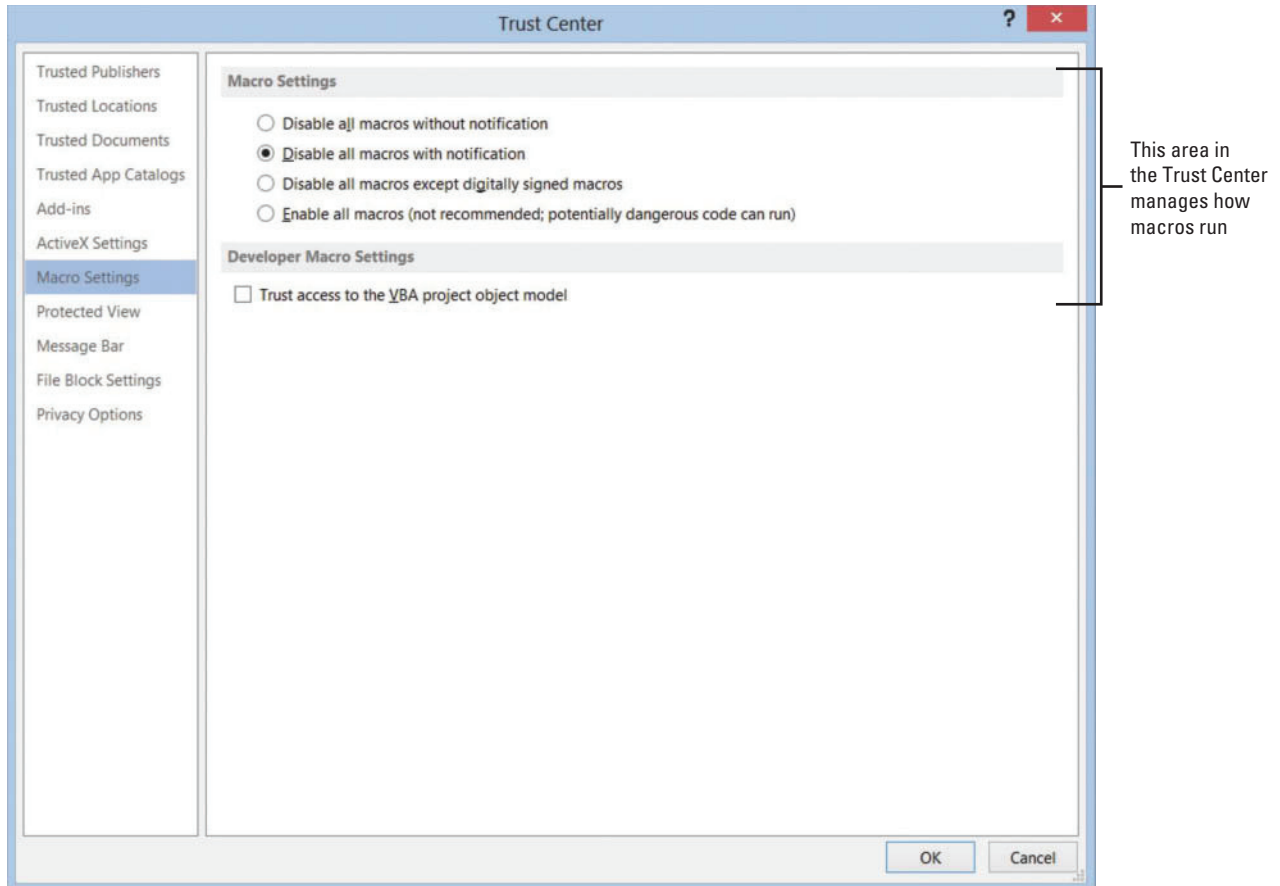 Trust Center
?
×
Trusted Publishers
Trusted Locations
Trusted Documents
Trusted App Catalogs
Add-ins
ActiveX Settings
Macro Settings
Protected View
Message Bar
File Block Settings
Privacy Options
Macro Settings
Disable all macros without notification
Disable all macros with notification
Disable all macros except digitally signed macros
Enable all macros (not recommended; potentially dangerous code can run)
Developer Macro Settings
Trust access to the VBA project object model
OK
Cancel
This area in
the Trust Center
manages how
macros run